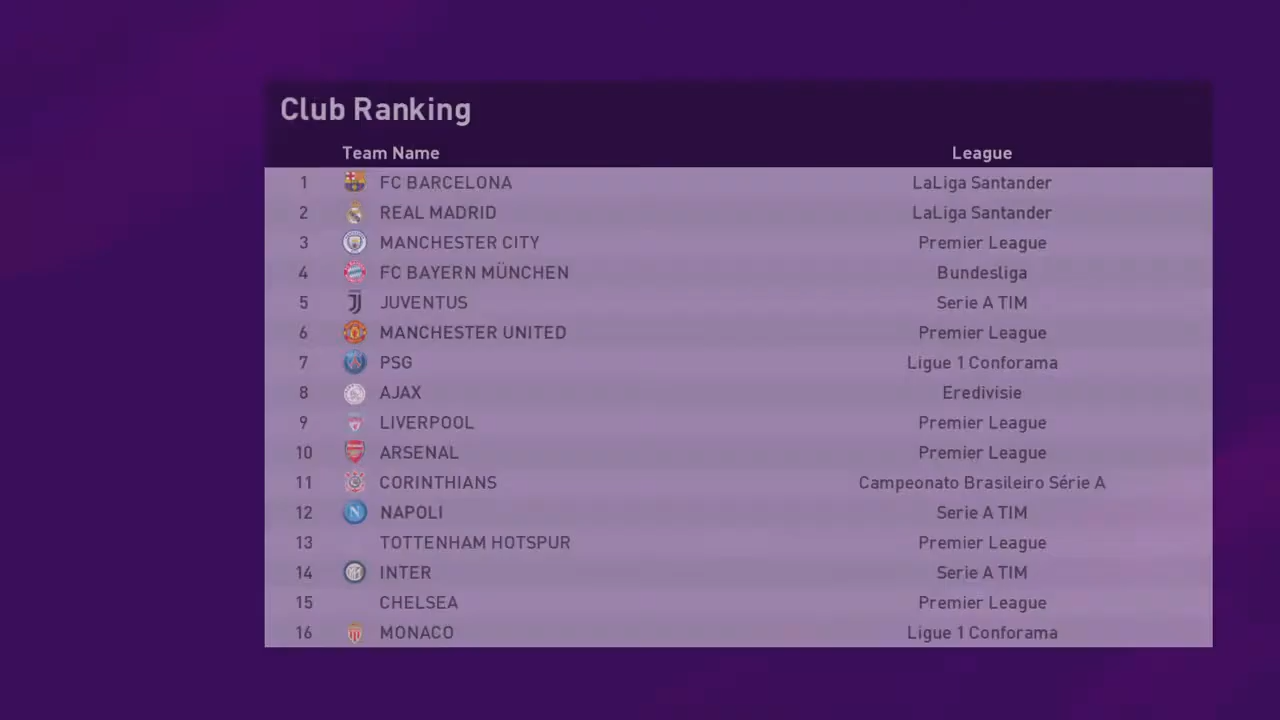 Club Ranking
Team Name League
1 FC BARCELONA LaLiga Santander
2 REAL MADRID LaLiga Santander
3 MANCHESTER CITY Premier League
4 FC BAYERN MÜNCHEN Bundesliga
5 JUVENTUS Serie A TIM
6 MANCHESTER UNITED Premier League
7 PSG Ligue 1 Conforama
8 AJAX Eredivisie
9 LIVERPOOL Premier League
10 ARSENAL Premier League
11 CORINTHIANS Campeonato Brasileiro Série A
12 NAPOLI Serie A TIM
13 TOTTENHAM HOTSPUR Premier League
14 INTER Serie A TIM
15 CHELSEA Premier League
16 MONACO Ligue 1 Conforama